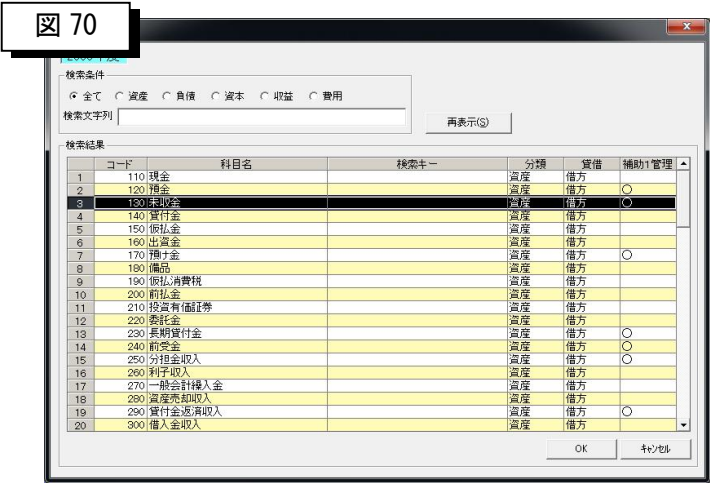 図 70
検索条件
全て 資産 負債 資本 収益 費用
検索文字列
再表示(S)
検索結果
コード 科目名 検索キー 分類 貸借 補助1管理
1 110 現金 資産 借方
2 120 預金 資産 借方 ○
3 130 未収金 資産 借方 ○
4 140 貸付金 資産 借方
5 150 仮払金 資産 借方
6 160 出資金 資産 借方
7 170 預け金 資産 借方 ○
8 180 備品 資産 借方
9 190 仮払消費税 資産 借方
10 200 前払金 資産 借方
11 210 投資有価証券 資産 借方
12 220 委託金 資産 借方
13 230 長期貸付金 資産 借方 ○
14 240 前受金 資産 借方 ○
15 250 分担金収入 資産 借方 ○
16 260 利子収入 資産 借方
17 270 一般会計繰入金 資産 借方
18 280 資産売却収入 資産 借方
19 290 貸付金返済収入 資産 借方 ○
20 300 借入金収入 資産 借方
OK キャンセル